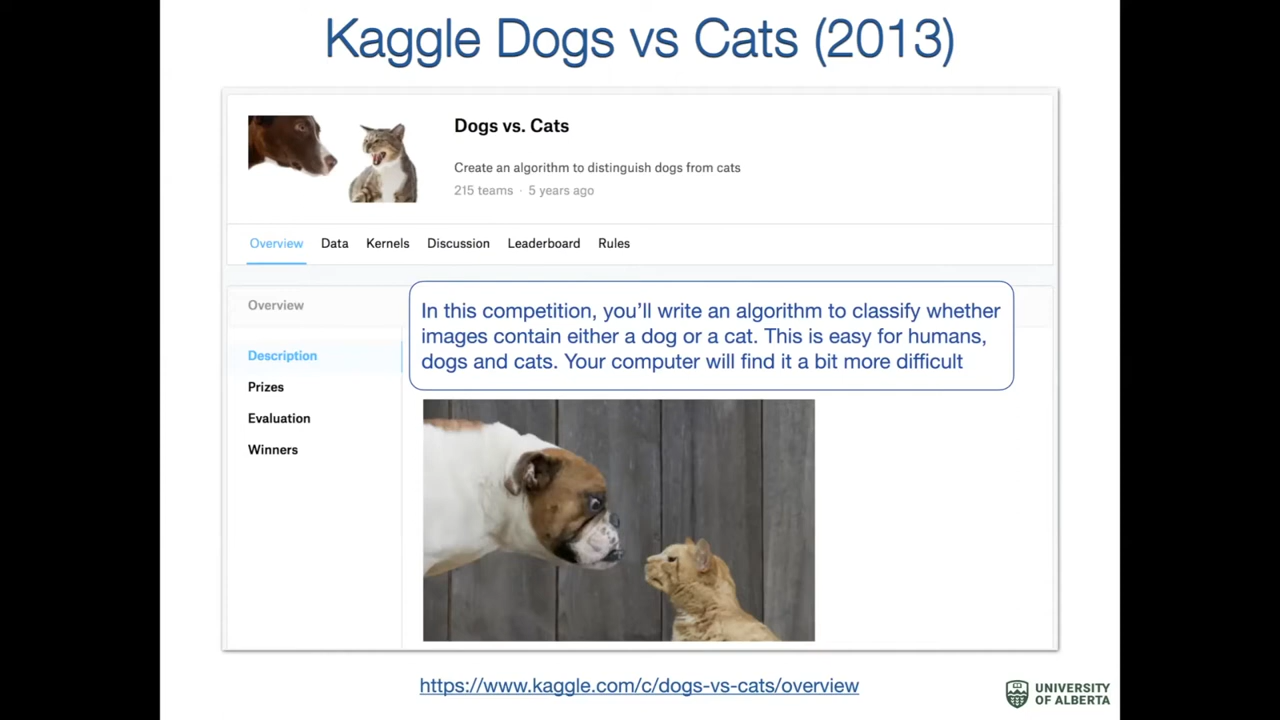 Kaggle Dogs vs Cats (2013)
Dogs vs. Cats
Create an algorithm to distinguish dogs from cats
215 teams · 5 years ago
Overview Data Kernels Discussion Leaderboard Rules
Overview
In this competition, you'll write an algorithm to classify whether
images contain either a dog or a cat. This is easy for humans,
dogs and cats. Your computer will find it a bit more difficult
Description
Prizes
Evaluation
Winners
https://www.kaggle.com/c/dogs-vs-cats/overview
UNIVERSITY
OF ALBERTA